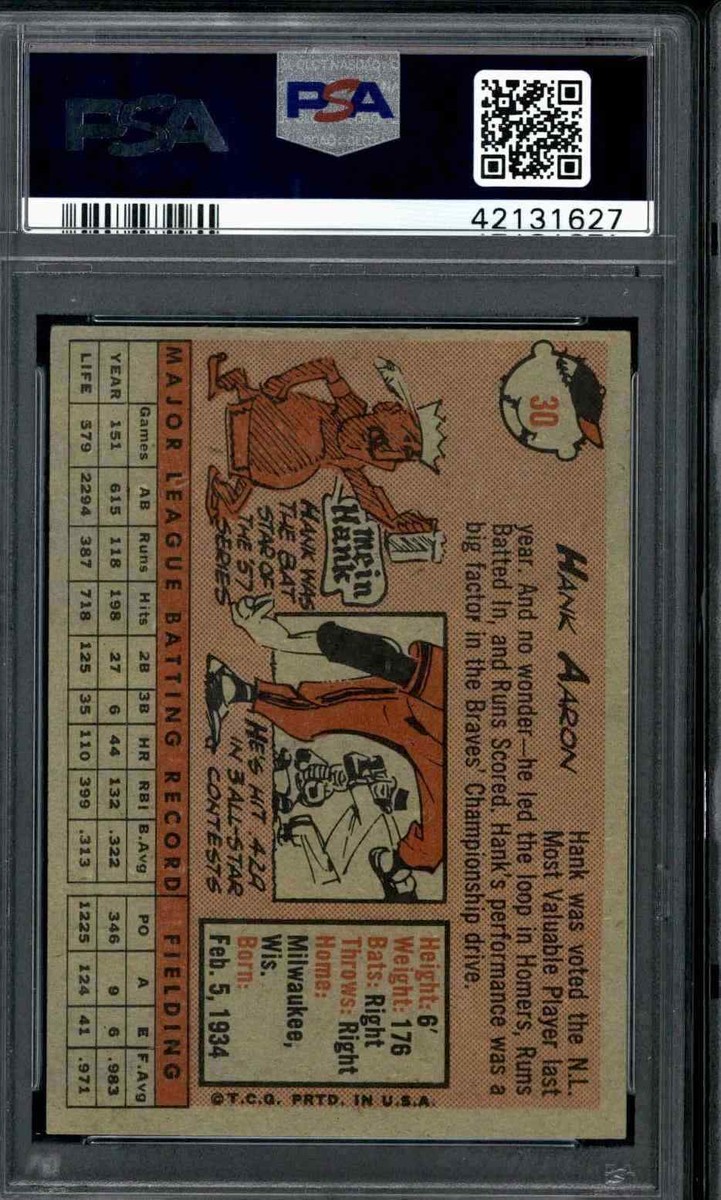 PSA
PSA
42131627
30
HANK AARON
Hank was voted the N.L.
Most Valuable Player last
year. And no wonder—he led the loop in Homers, Runs
Batted In, and Runs Scored. Hank's performance was a
big factor in the Braves' Championship drive.
mein
Hank
HANK WAS
THE BAT
STAR OF
THE '57
SERIES
HE'S HIT .429
IN 3 ALL-STAR
CONTESTS
Height: 6'
Weight: 176
Bats: Right
Throws: Right
Home:
Milwaukee,
Wis.
Born:
Feb. 5, 1934
©T.C.G. PRTD. IN U.S.A.
MAJOR LEAGUE BATTING RECORD FIELDING
Games AB Runs Hits 2B 3B HR RBI B.Avg PO A E F.Avg
YEAR 151 615 118 198 27 6 44 132 .322 346 9 6 .983
LIFE 579 2294 387 718 125 35 110 399 .313 1225 124 41 .971